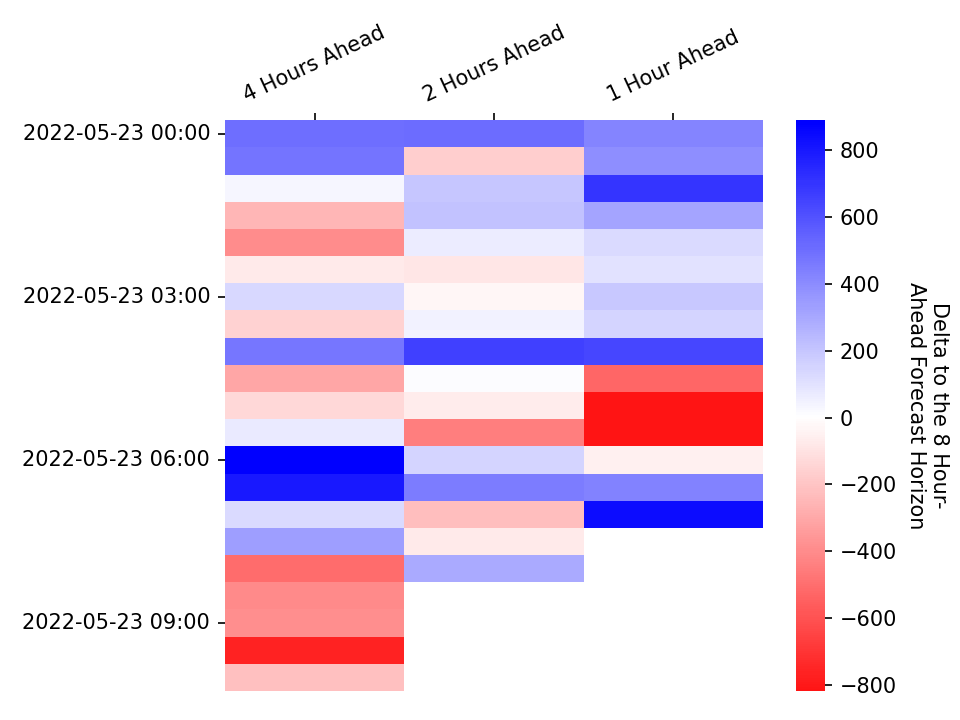 4 Hours Ahead
2 Hours Ahead
1 Hour Ahead
2022-05-23 00:00
2022-05-23 03:00
2022-05-23 06:00
2022-05-23 09:00
800
600
400
200
0
−200
−400
−600
−800
Delta to the 8 Hour-
Ahead Forecast Horizon